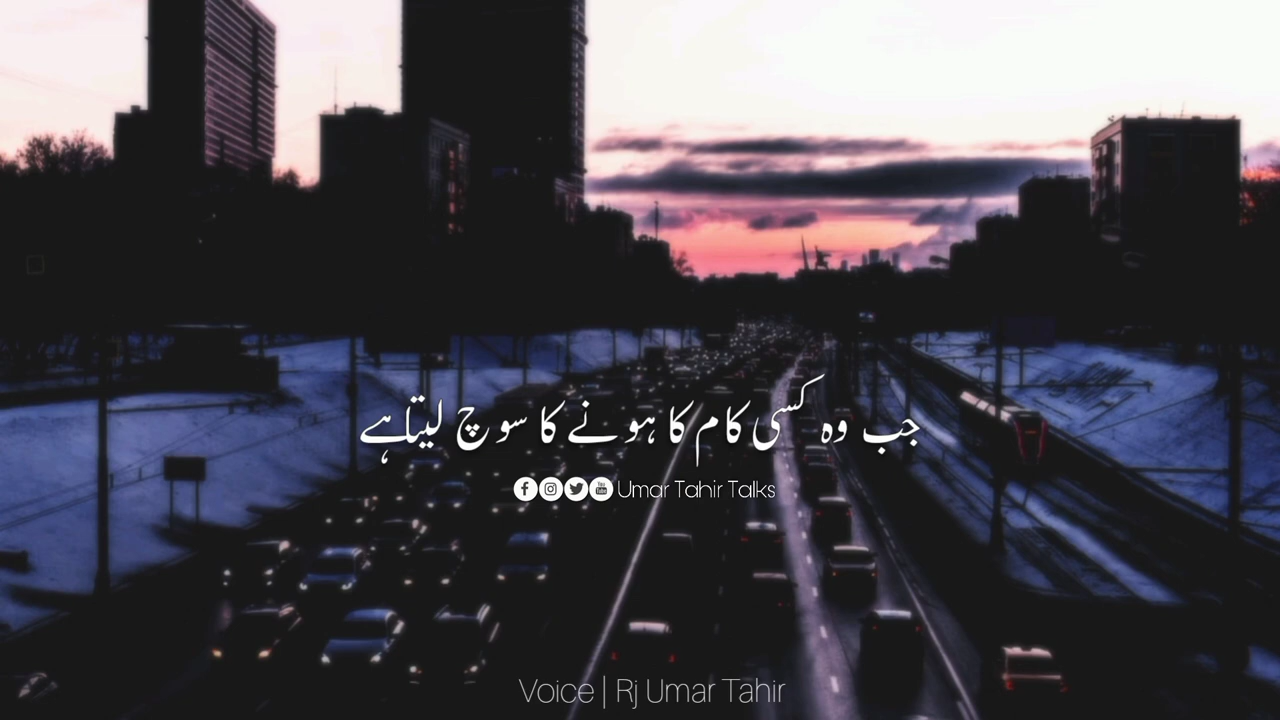 جب وہ کسی کام کا ہونے کا سوچ لیتا ہے
Umar Tahir Talks
Voice | Rj Umar Tahir